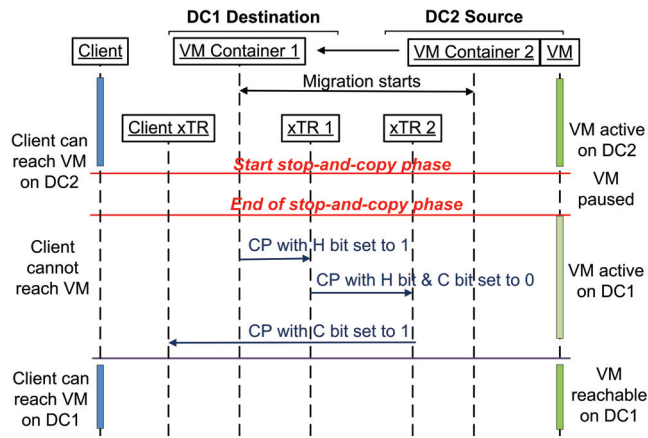 DC1 Destination
DC2 Source
Client
VM Container 1
VM Container 2
VM
Migration starts
Client xTR
xTR 1
xTR 2
Client can
reach VM
on DC2
VM active
on DC2
Start stop-and-copy phase
VM
paused
End of stop-and-copy phase
Client
cannot
reach VM
CP with H bit set to 1
CP with H bit & C bit set to 0
VM active
on DC1
CP with C bit set to 1
Client can
reach VM
on DC1
VM
reachable
on DC1